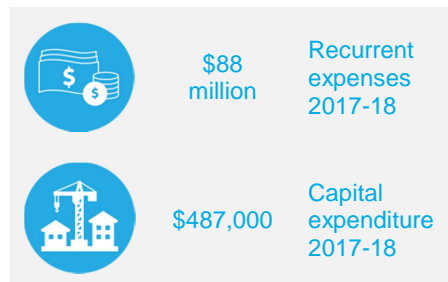 $
$
$88
million
Recurrent
expenses
2017-18
$487,000
Capital
expenditure
2017-18